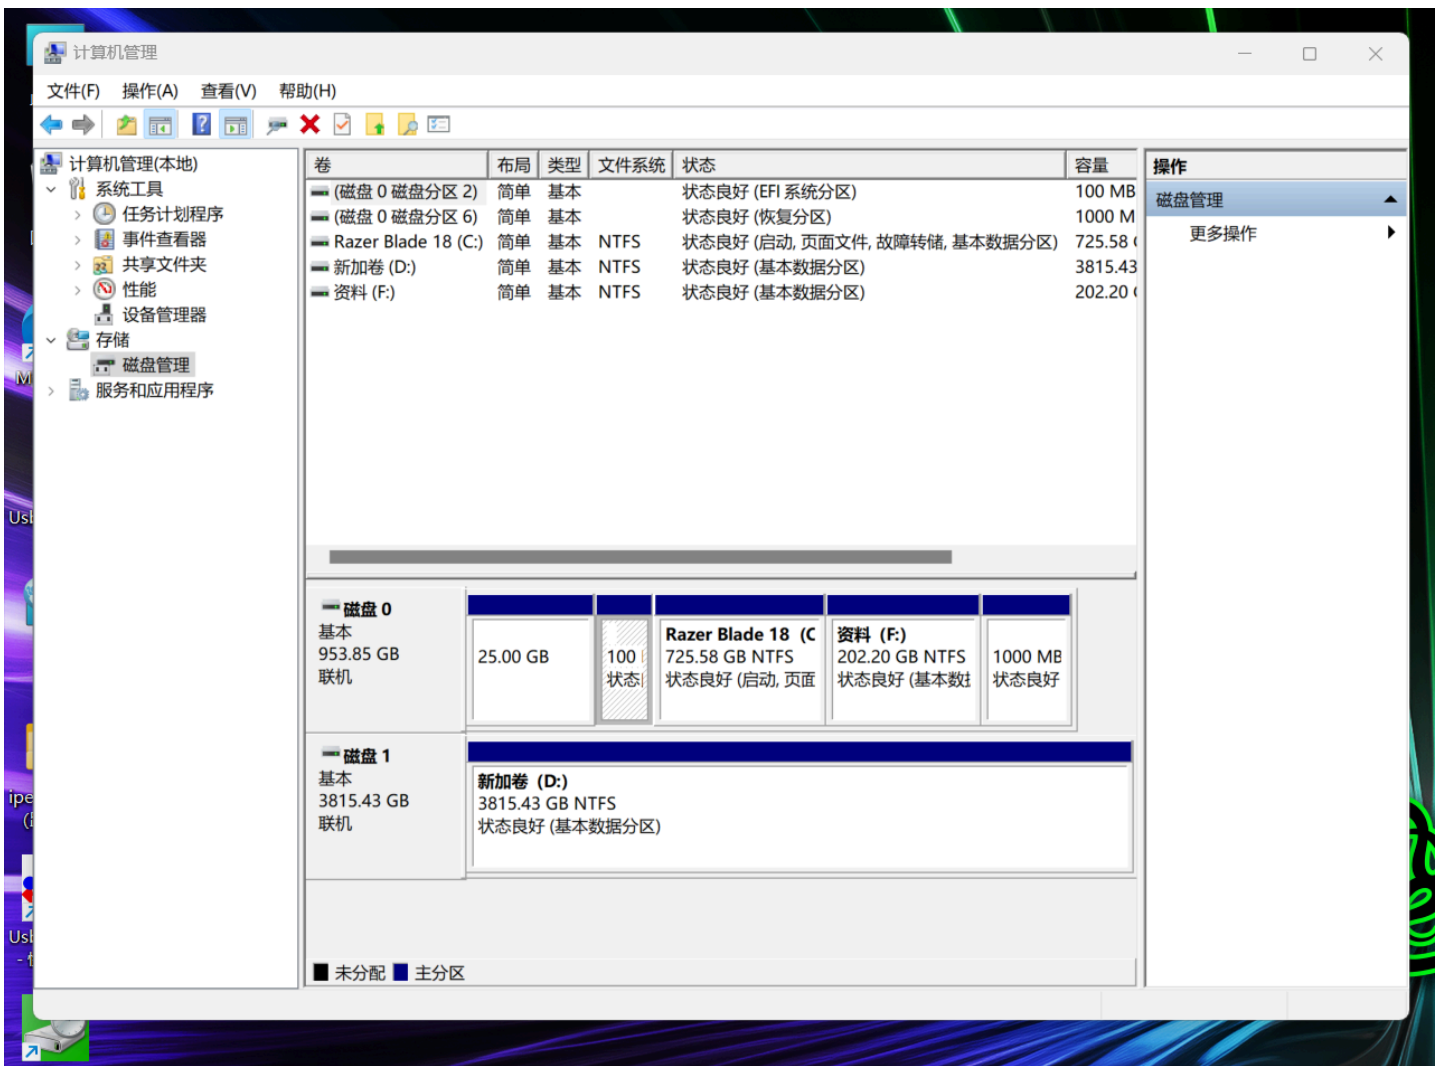 计算机管理
文件(F) 操作(A) 查看(V) 帮助(H)
计算机管理(本地)
系统工具
任务计划程序
事件查看器
共享文件夹
性能
设备管理器
存储
磁盘管理
服务和应用程序
卷 布局 类型 文件系统 状态 容量
(磁盘 0 磁盘分区 2) 简单 基本 状态良好 (EFI 系统分区) 100 MB
(磁盘 0 磁盘分区 6) 简单 基本 状态良好 (恢复分区) 1000 M
Razer Blade 18 (C:) 简单 基本 NTFS 状态良好 (启动, 页面文件, 故障转储, 基本数据分区) 725.58
新加卷 (D:) 简单 基本 NTFS 状态良好 (基本数据分区) 3815.43
资料 (F:) 简单 基本 NTFS 状态良好 (基本数据分区) 202.20
操作
磁盘管理
更多操作
磁盘 0
基本
953.85 GB
联机
25.00 GB
100
状态
Razer Blade 18 (C
725.58 GB NTFS
状态良好 (启动, 页面
资料 (F:)
202.20 GB NTFS
状态良好 (基本数
1000 MB
状态良好
磁盘 1
基本
3815.43 GB
联机
新加卷 (D:)
3815.43 GB NTFS
状态良好 (基本数据分区)
未分配 主分区
Usb
ipe
Usb